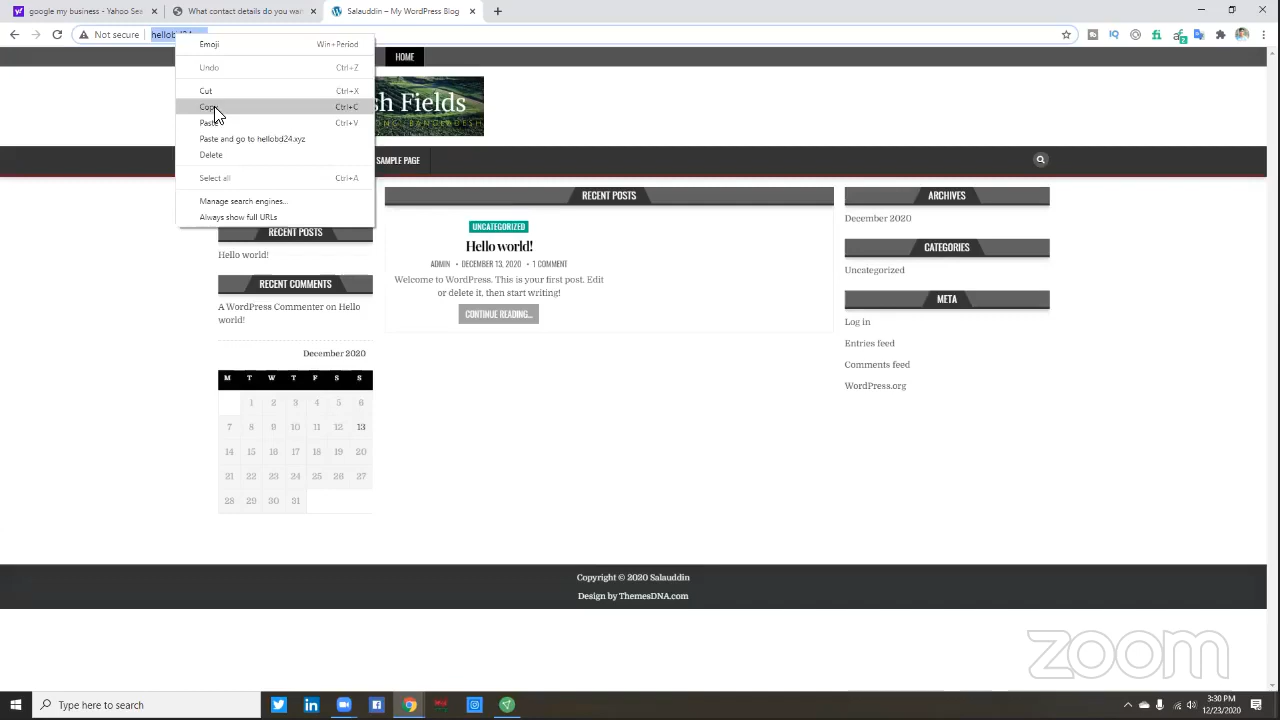 google my business - Yahoo Sea
My WordPress Blog
My WordPress Blog
Not secure
Emoji Win+Period
Undo Ctrl+Z
Cut Ctrl+X
Copy Ctrl+C
Paste Ctrl+V
Paste and go to hellobd24.xyz
Delete
Select all Ctrl+A
Manage search engines...
Always show full URLs
HOME
sh Fields
BANGLADESH
SAMPLE PAGE
RECENT POSTS
Hello world!
RECENT COMMENTS
A WordPress Commenter on Hello
world!
December 2020
M T W T F S S
1 2 3 4 5 6
7 8 9 10 11 12 13
14 15 16 17 18 19 20
21 22 23 24 25 26 27
28 29 30 31
RECENT POSTS
UNCATEGORIZED
Hello world!
ADMIN • DECEMBER 13, 2020 • 1 COMMENT
Welcome to WordPress. This is your first post. Edit
or delete it, then start writing!
CONTINUE READING...
ARCHIVES
December 2020
CATEGORIES
Uncategorized
META
Log in
Entries feed
Comments feed
WordPress.org
Copyright © 2020 Salauddin
Design by ThemesDNA.com
zoom
Type here to search
3:30 PM
12/23/2020